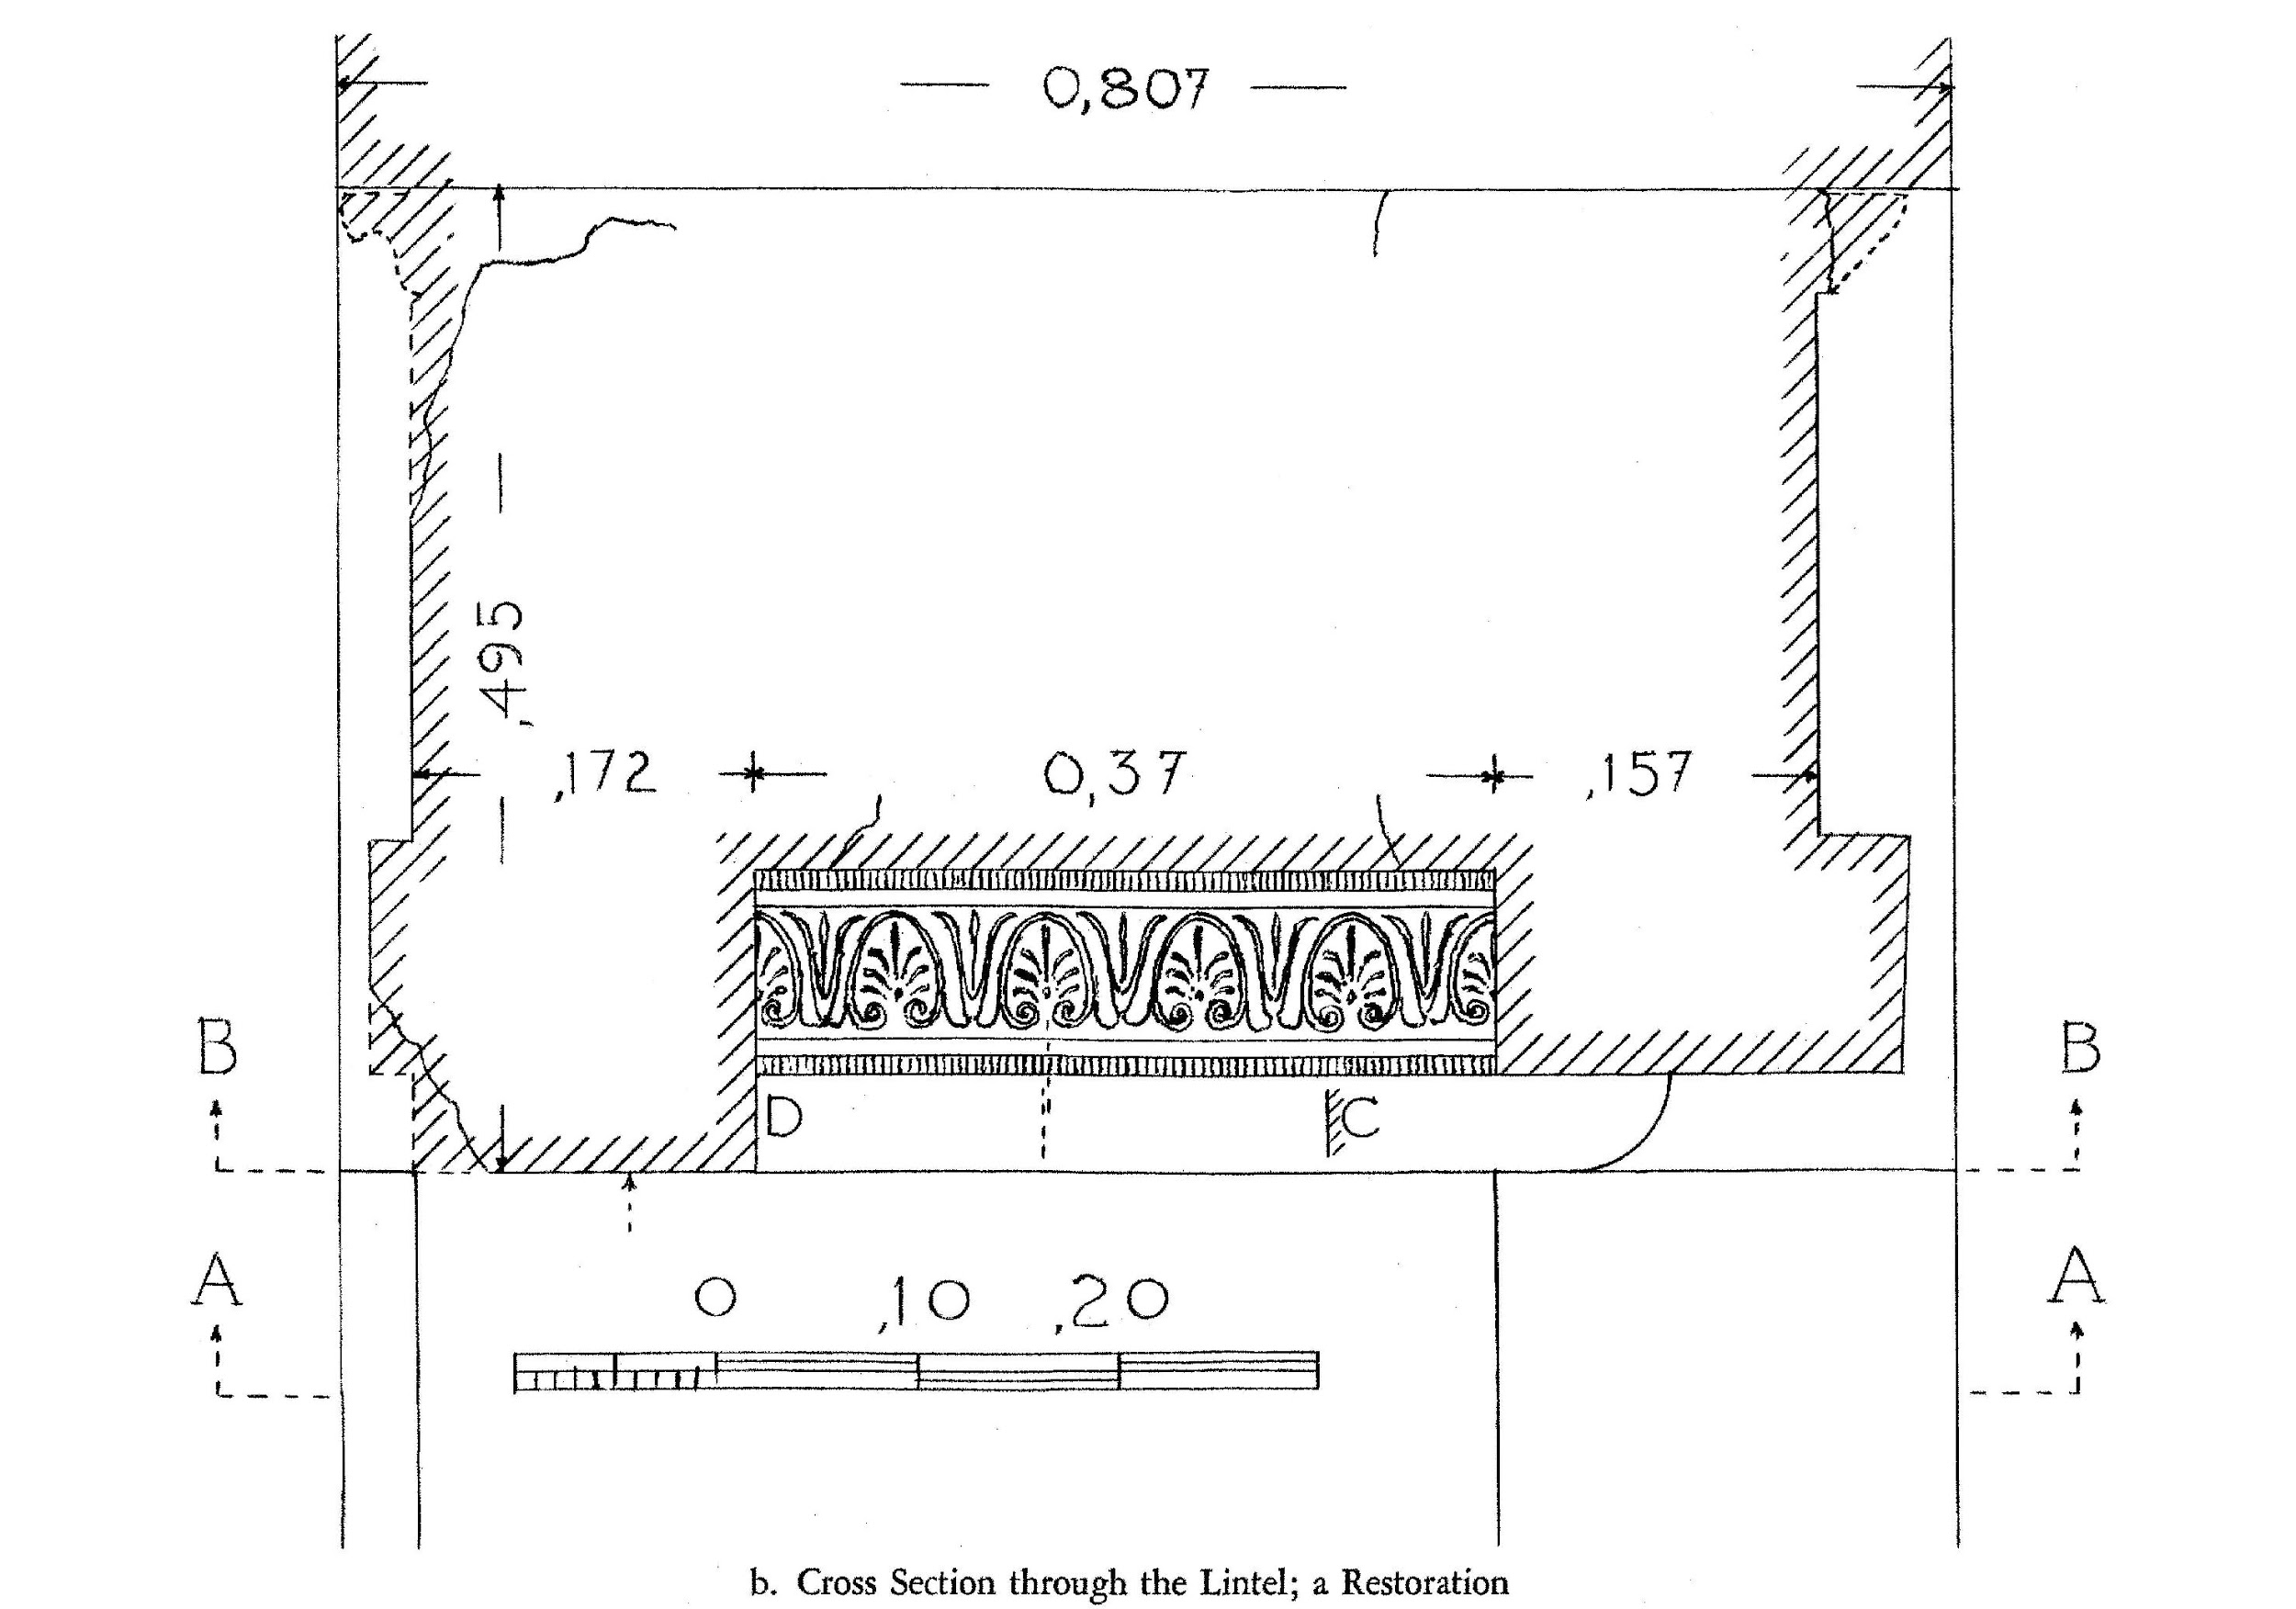 0,807
,495
,172 0,37 ,157
B B
D C
A A
0 ,10 ,20
b. Cross Section through the Lintel; a Restoration